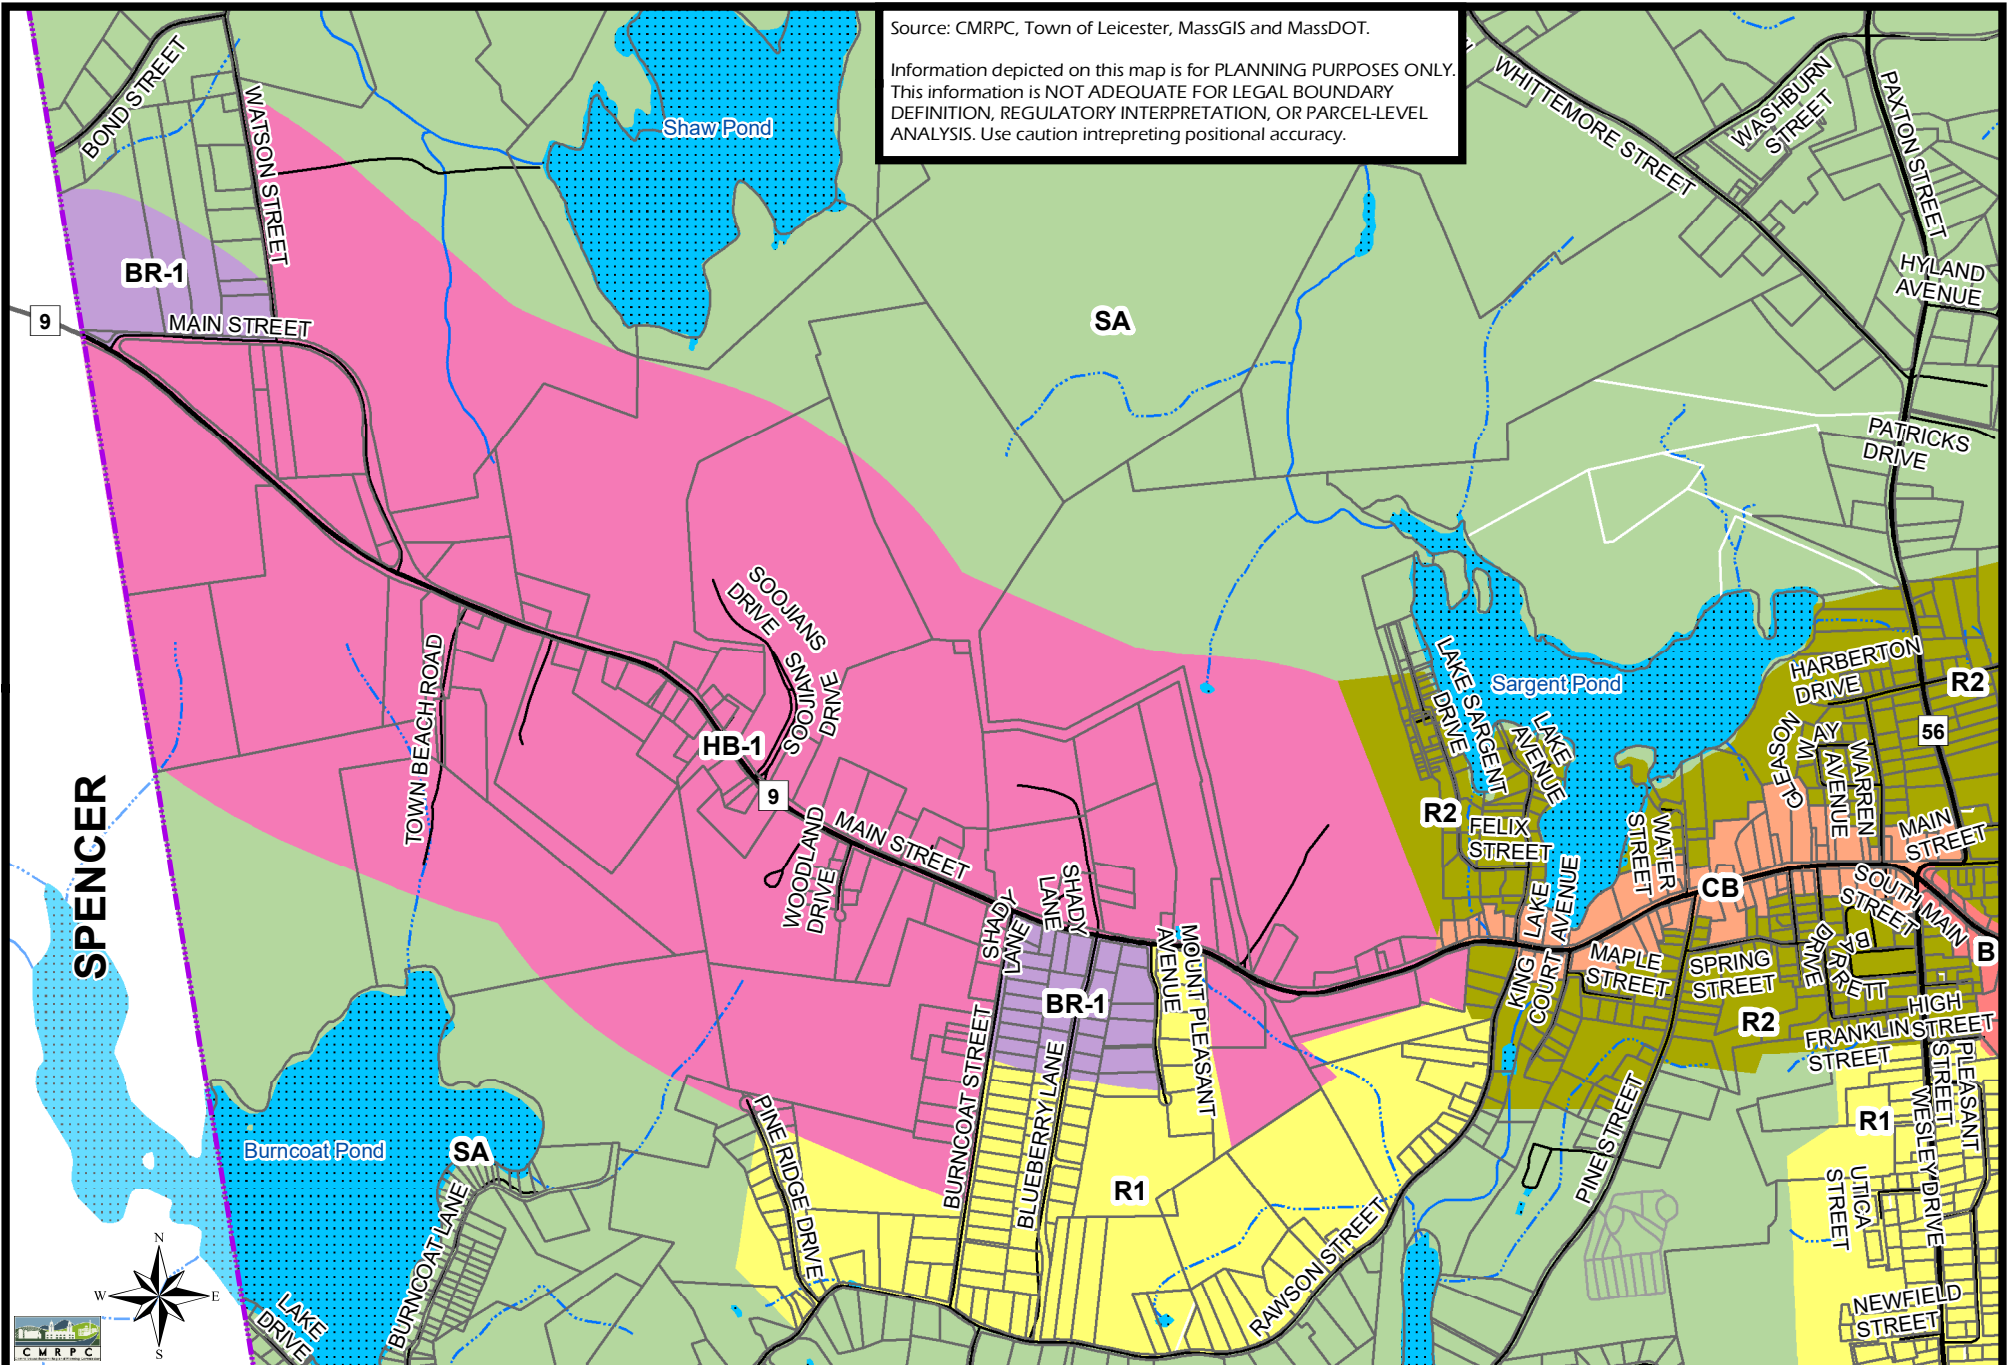 Source: CMRPC, Town of Leicester, MassGIS and MassDOT.
Information depicted on this map is for PLANNING PURPOSES ONLY.
This information is NOT ADEQUATE FOR LEGAL BOUNDARY
DEFINITION, REGULATORY INTERPRETATION, OR PARCEL-LEVEL
ANALYSIS. Use caution intrepreting positional accuracy.
BOND STREET
WATSON STREET
Shaw Pond
WHITTEMORE STREET
WASHBURN
STREET
PAXTON STREET
HYLAND
AVENUE
BR-1
9
MAIN STREET
SA
PATRICKS
DRIVE
SOOJIANS
DRIVE
SOOJIANS
DRIVE
TOWN BEACH ROAD
HB-1
9
LAKE SARGENT
DRIVE
Sargent Pond
LAKE
AVENUE
HARBERTON
DRIVE
R2
56
GLEASON
WAY
WARREN
AVENUE
MAIN
STREET
R2
FELIX
STREET
WATER
STREET
CB
SOUTH MAIN
STREET
B
SPENCER
WOODLAND
DRIVE
MAIN STREET
SHADY
LANE
SHADY
LANE
MOUNT PLEASANT
AVENUE
LAKE
AVENUE
KING
COURT
MAPLE
STREET
SPRING
STREET
BARRETT
DRIVE
HIGH
STREET
FRANKLIN
STREET
R2
BR-1
BURNCOAT STREET
BLUEBERRY LANE
PINE STREET
PLEASANT
STREET
WESLEY DRIVE
R1
Burncoat Pond
SA
PINE RIDGE DRIVE
R1
UTICA
STREET
RAWSON STREET
NEWFIELD
STREET
BURNCOAT LANE
LAKE
DRIVE
N
W
E
S
CMRPC